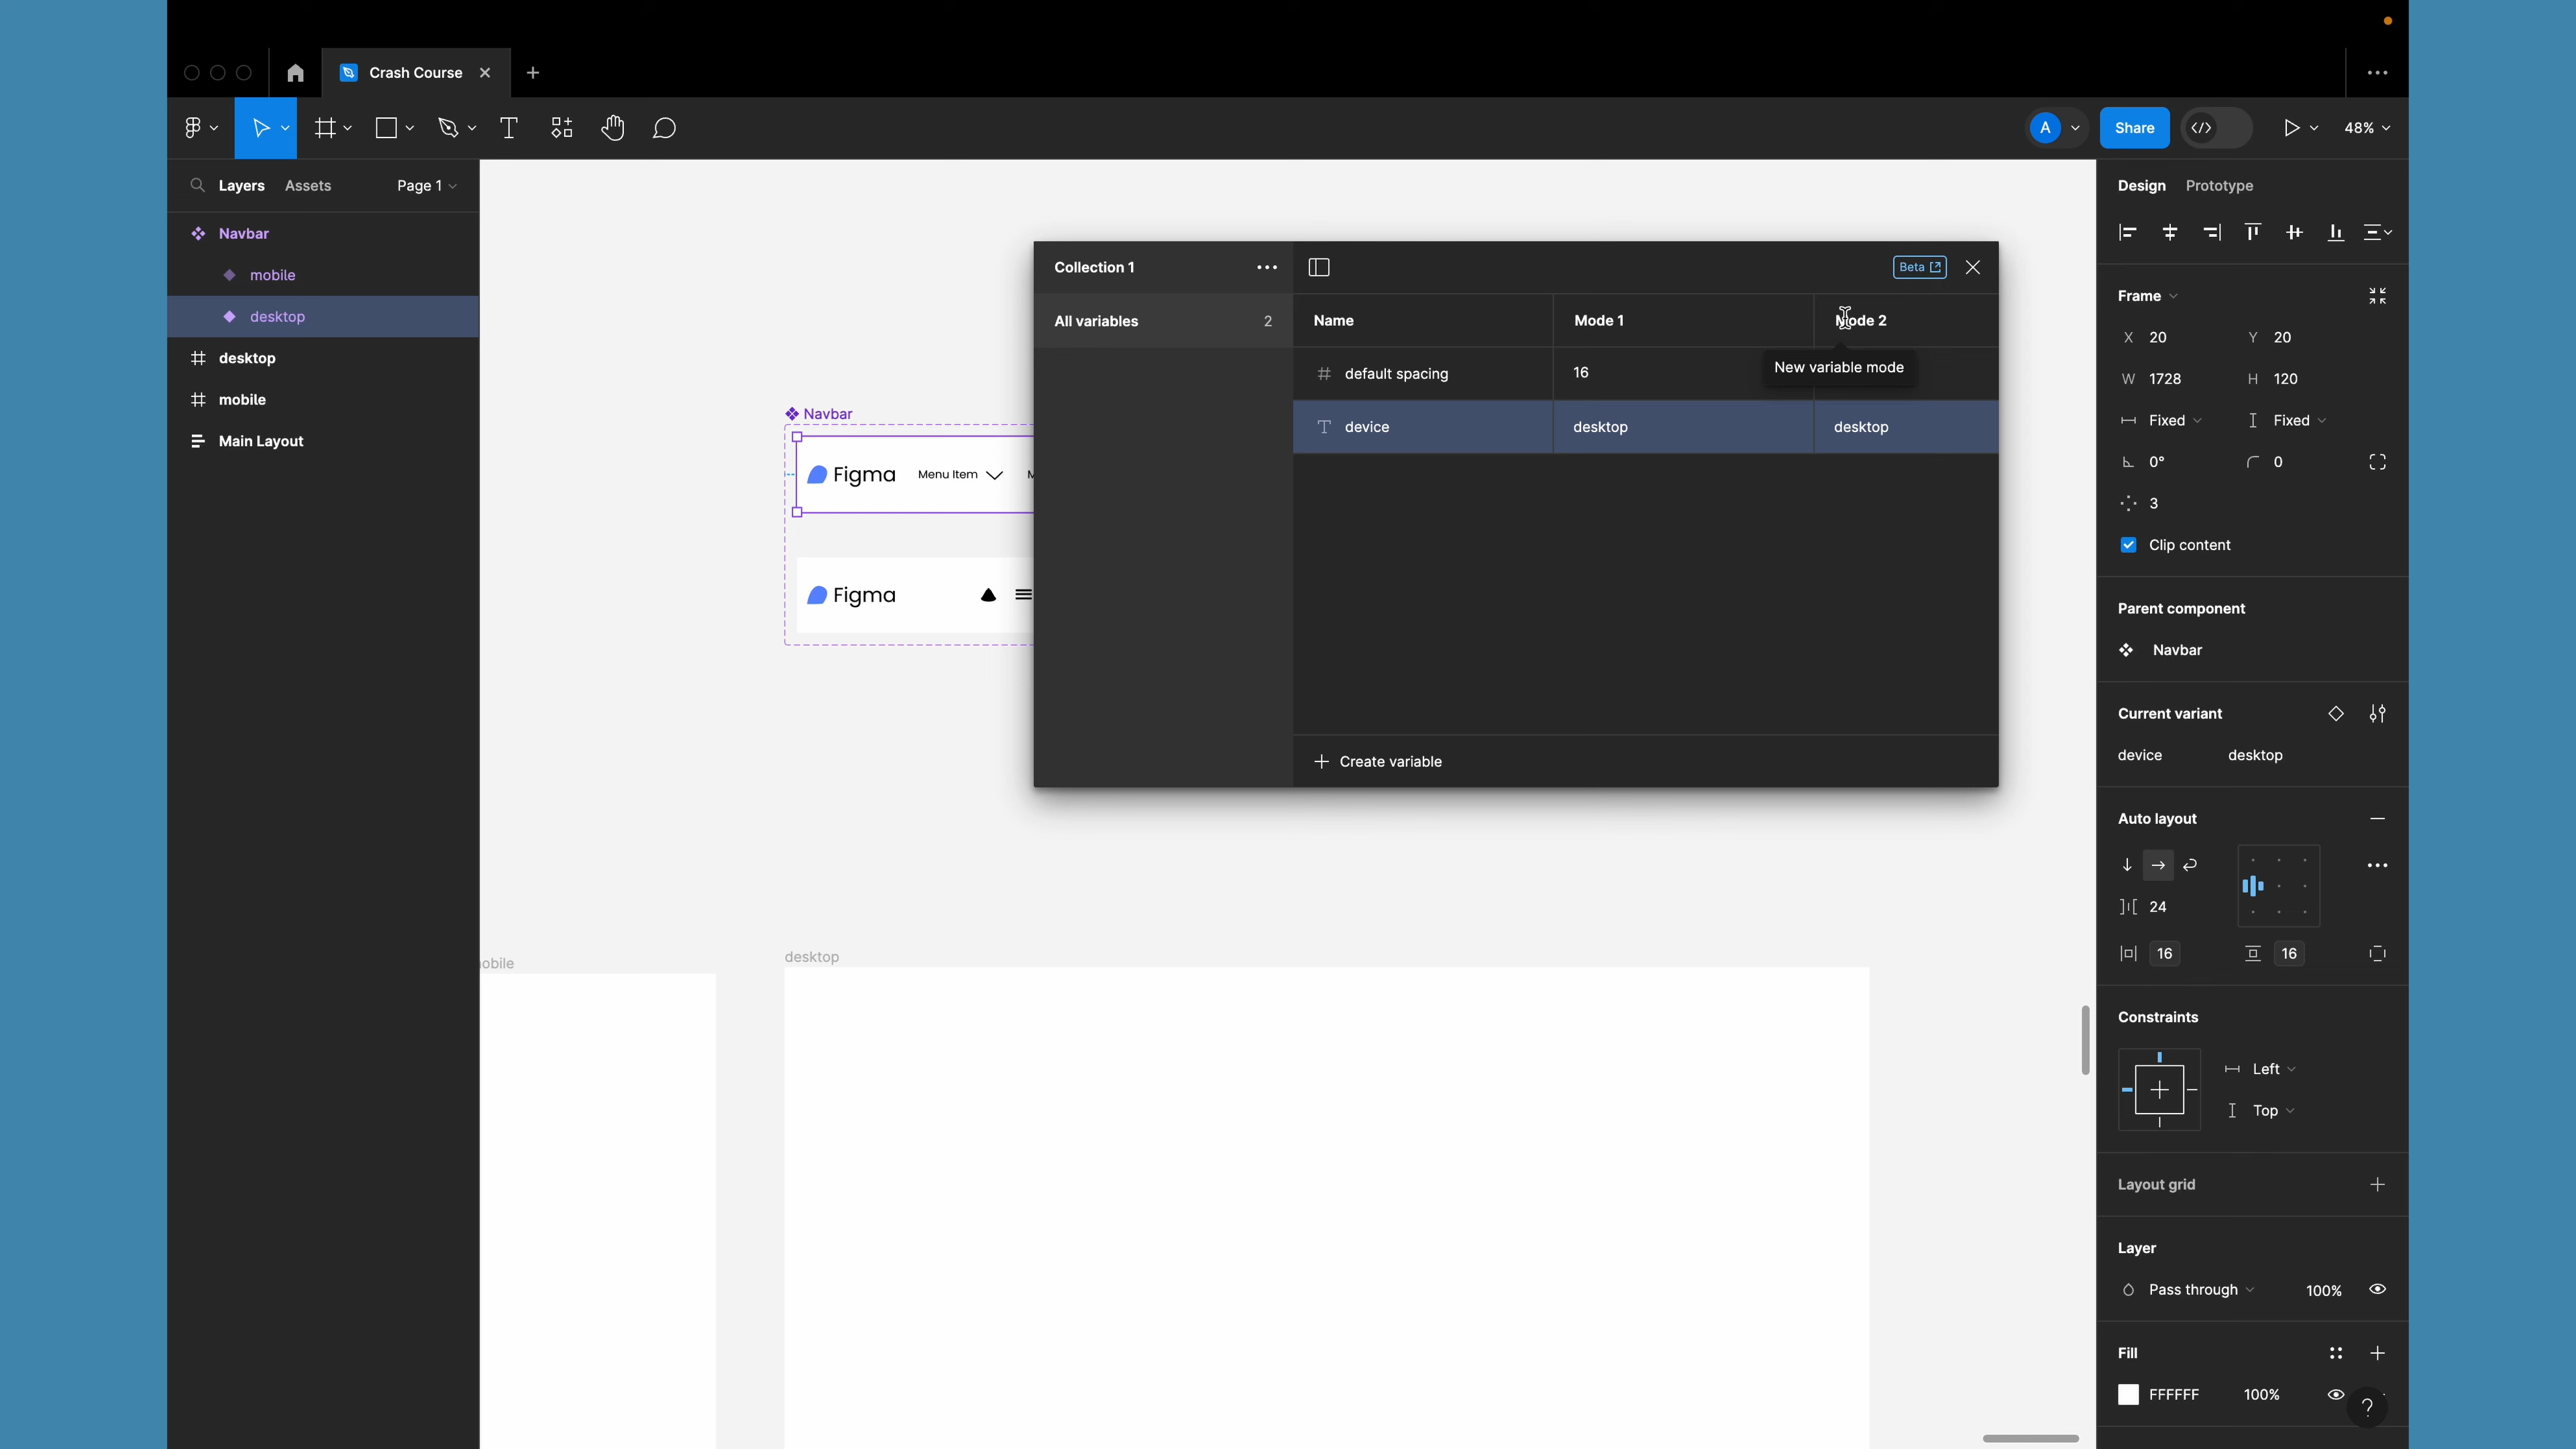 Crash Course
A
Share
48%
Layers
Assets
Page 1
Navbar
mobile
desktop
desktop
mobile
Main Layout
Navbar
Figma
Menu Item
M
Figma
desktop
Collection 1
All variables
2
Beta
Name
Mode 1
Mode 2
default spacing
16
New variable mode
device
desktop
desktop
Create variable
Design
Prototype
Frame
X 20
Y 20
W 1728
H 120
Fixed
Fixed
0°
0
3
Clip content
Parent component
Navbar
Current variant
device
desktop
Auto layout
24
16
16
Constraints
Left
Top
Layout grid
Layer
Pass through
100%
Fill
FFFFFF
100%
?